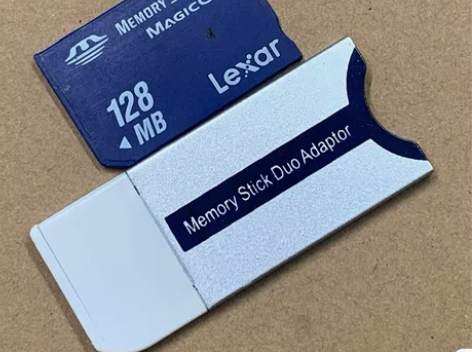 MEMORY
MAGIC
Lexar
128
MB
Memory Stick Duo Adaptor